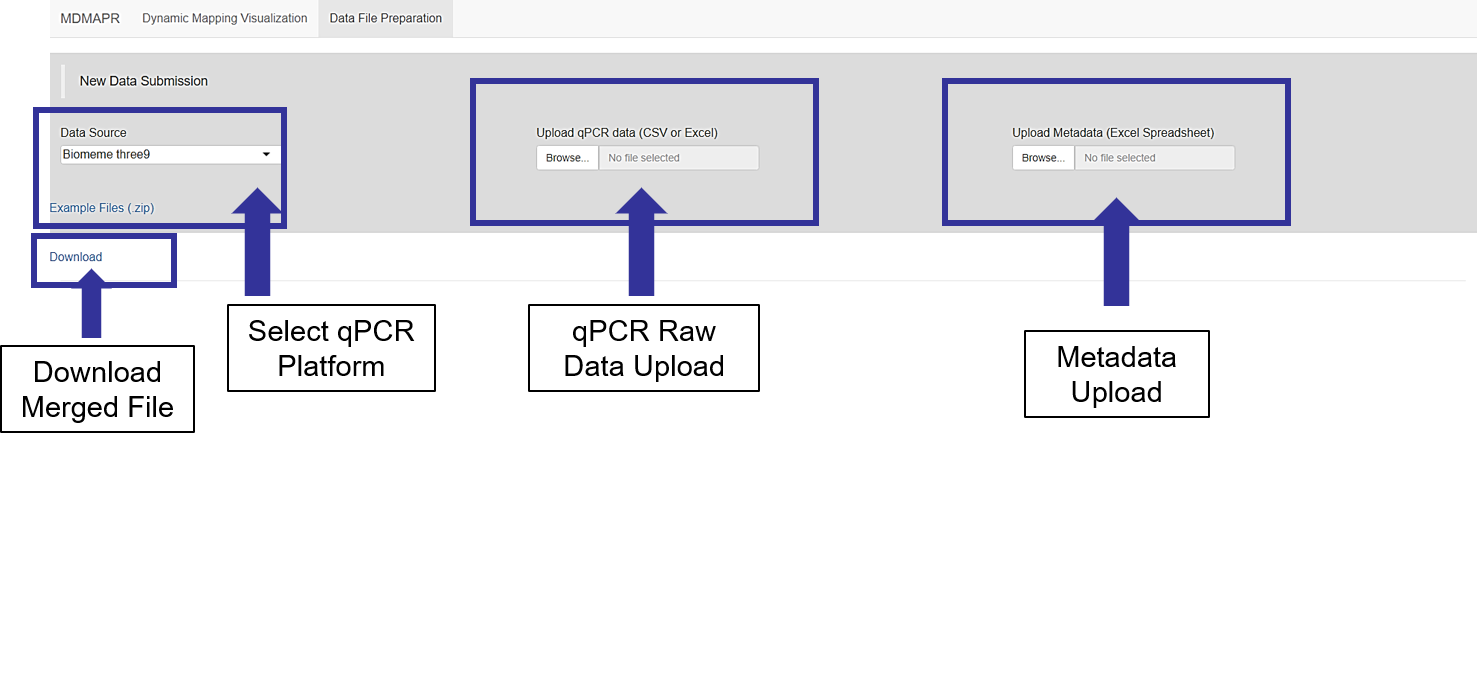 MDMAPR Dynamic Mapping Visualization Data File Preparation
New Data Submission
Data Source
Biomeme three9
Upload qPCR data (CSV or Excel)
Browse... No file selected
Upload Metadata (Excel Spreadsheet)
Browse... No file selected
Example Files (.zip)
Download
Download
Merged File
Select qPCR
Platform
qPCR Raw
Data Upload
Metadata
Upload